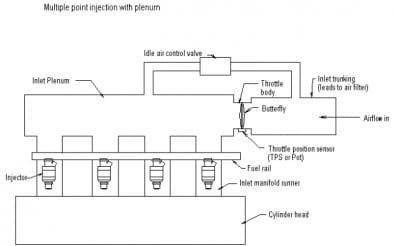 Multiple point injection with plenum
Idle air control valve
Inlet Plenum
Throttle
body
Inlet trunking
(leads to air filter)
Butterfly
Airflow in
Throttle position sensor
(TPS or Pot)
Fuel rail
Injector
Inlet manifold runner
Cylinder head